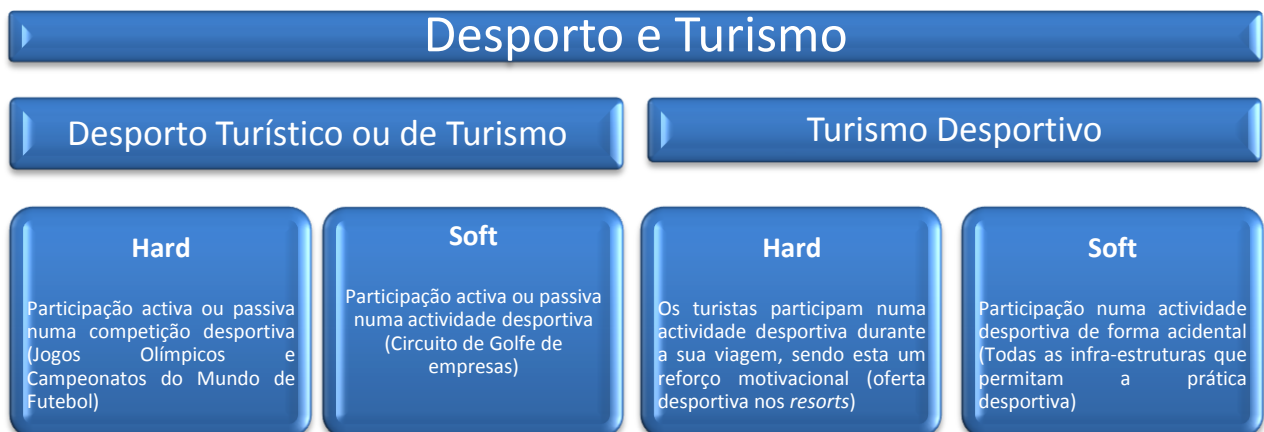 Desporto e Turismo
Desporto Turístico ou de Turismo
Turismo Desportivo
Hard
Participação activa ou passiva
numa competição desportiva
(Jogos Olímpicos e
Campeonatos do Mundo de
Futebol)
Soft
Participação activa ou passiva
numa actividade desportiva
(Circuito de Golfe de
empresas)
Hard
Os turistas participam numa
actividade desportiva durante
a sua viagem, sendo esta um
reforço motivacional (oferta
desportiva nos resorts)
Soft
Participação numa actividade
desportiva de forma acidental
(Todas as infra-estruturas que
permitam a prática
desportiva)